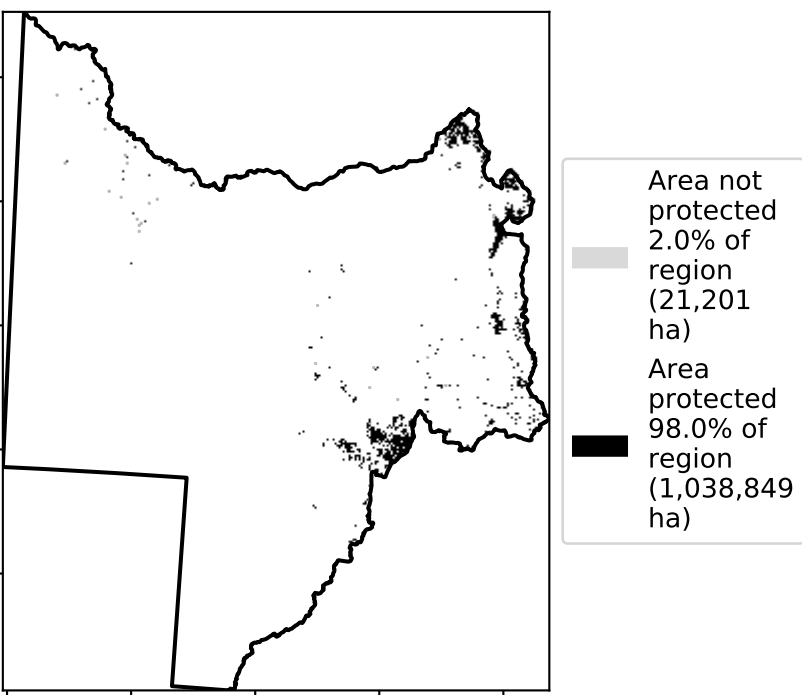 Area not
protected
2.0% of
region
(21,201
ha)
Area
protected
98.0% of
region
(1,038,849
ha)